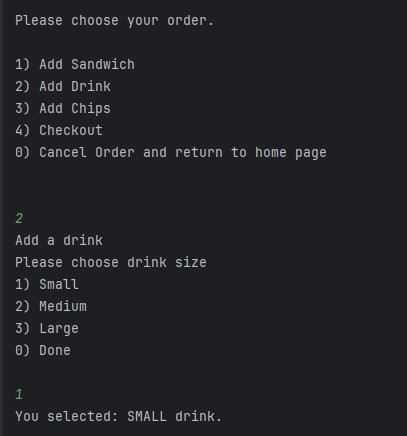 Please choose your order.
1) Add Sandwich
2) Add Drink
3) Add Chips
4) Checkout
0) Cancel Order and return to home page
2
Add a drink
Please choose drink size
1) Small
2) Medium
3) Large
0) Done
1
You selected: SMALL drink.